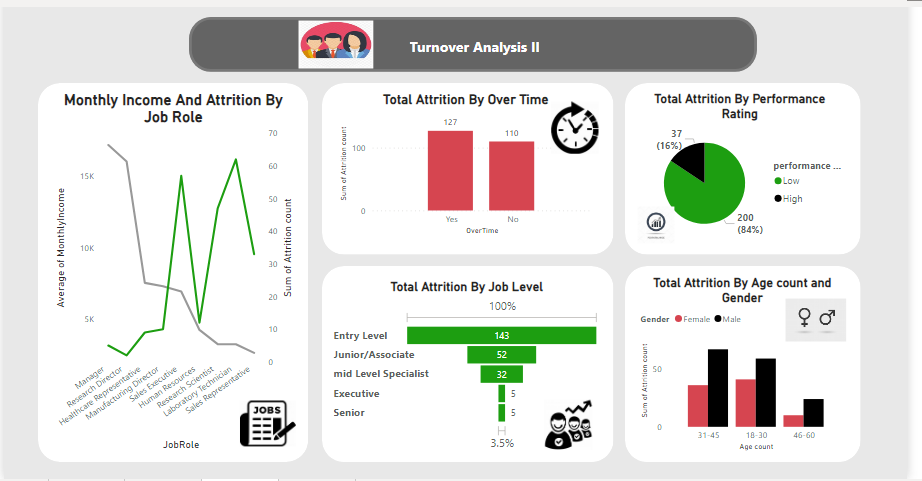 Turnover Analysis II
Monthly Income And Attrition By
Job Role
Average of MonthlyIncome
15K
10K
5K
70
60
50
40
30
20
10
0
Sum of Attrition count
Manager
Research Director
Healthcare Representative
Manufacturing Director
Sales Executive
Human Resources
Research Scientist
Laboratory Technician
Sales Representative
JobRole
JOBS
Total Attrition By Over Time
Sum of Attrition count
100
0
127
110
Yes
No
OverTime
Total Attrition By Performance
Rating
37
(16%)
200
(84%)
performance ...
Low
High
Total Attrition By Job Level
100%
Entry Level 143
Junior/Associate 52
mid Level Specialist 32
Executive 5
Senior 5
3.5%
Total Attrition By Age count and
Gender
Gender Female Male
Sum of Attrition count
50
0
31-45 18-30 46-60
Age count